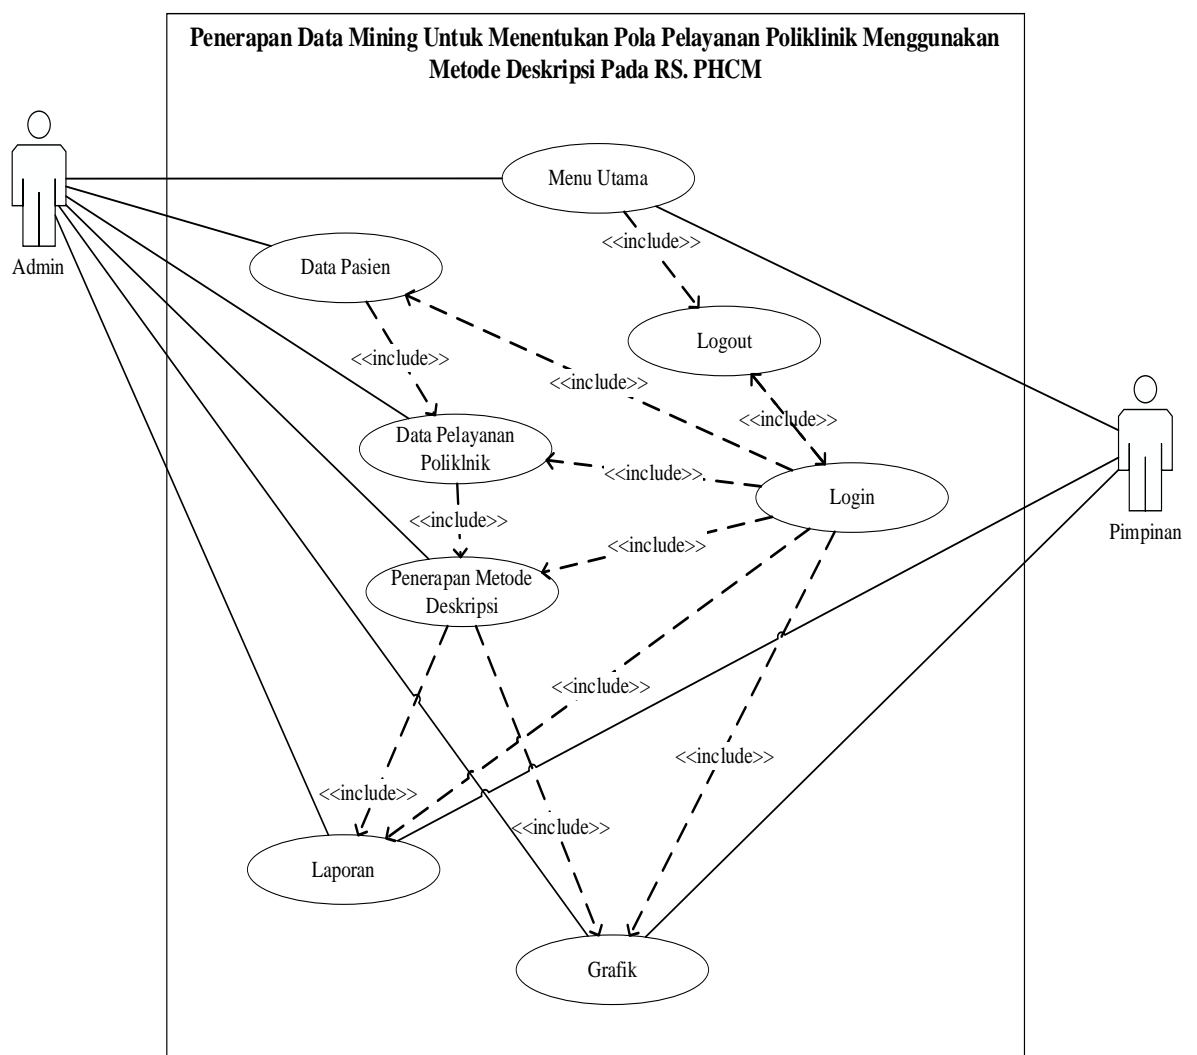 Penerapan Data Mining Untuk Menentukan Pola Pelayanan Poliklinik Menggunakan
Metode Deskripsi Pada RS. PHCM
Admin
Menu Utama
<<include>>
Data Pasien
Logout
<<include>>
<<include>>
<<include>>
Data Pelayanan
Poliklnik
<<include>>
Login
<<include>>
<<include>>
Pimpinan
Penerapan Metode
Deskripsi
<<include>>
<<include>>
<<include>>
<<include>>
Laporan
Grafik